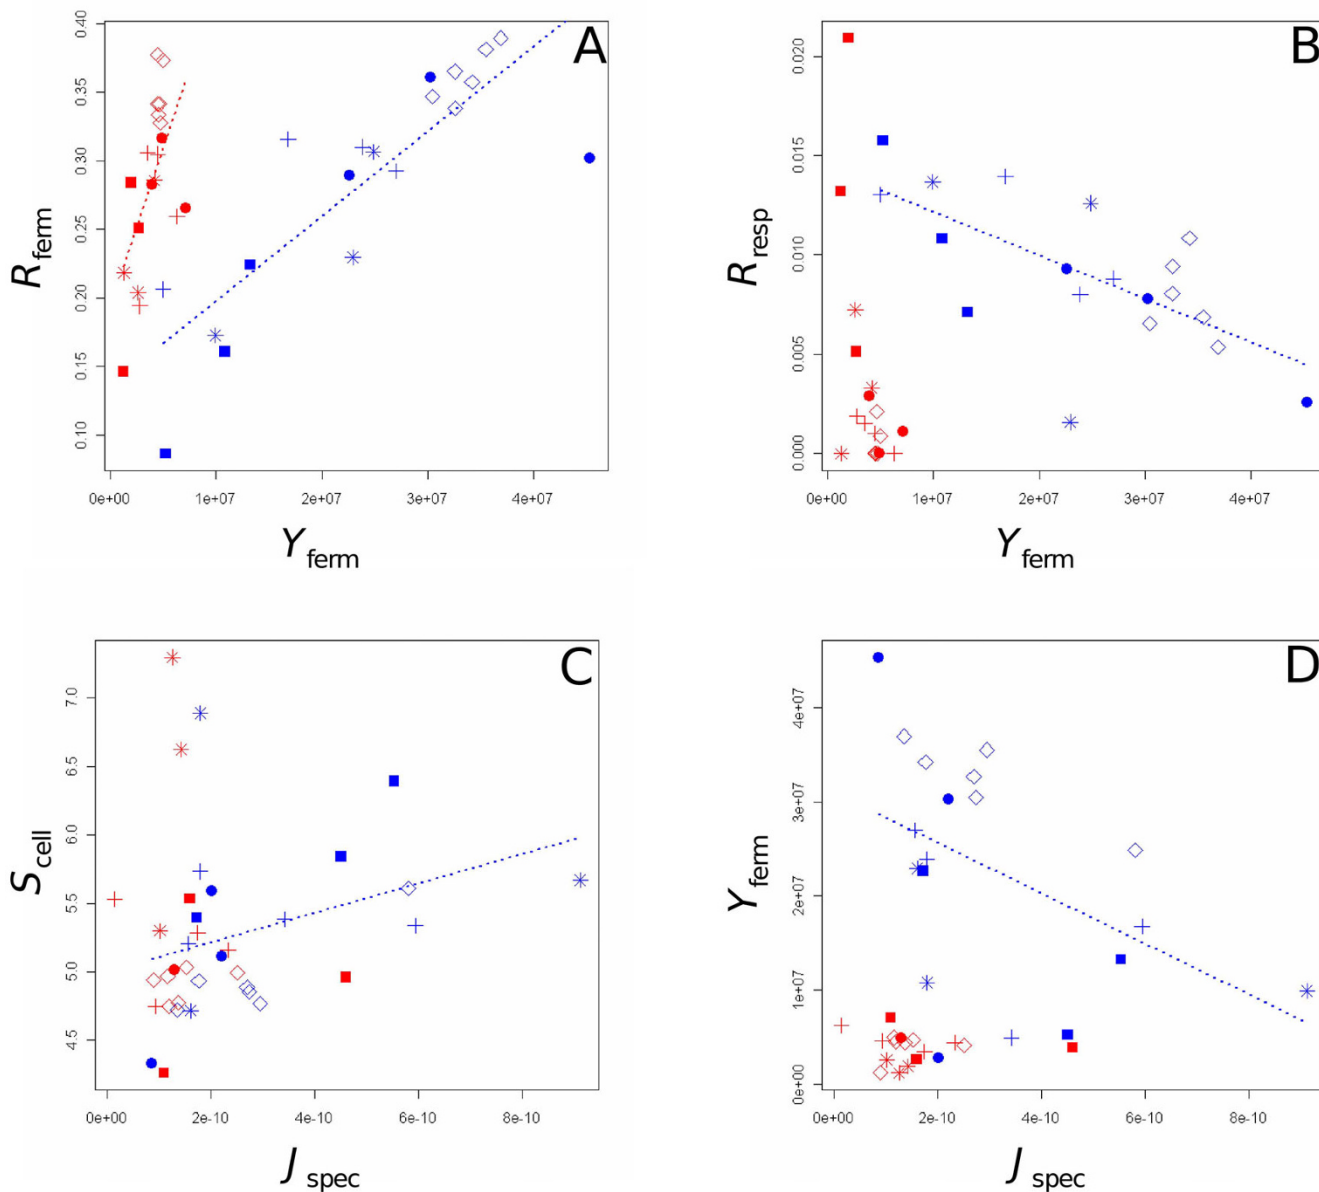 A
R ferm
0.40
0.35
0.30
0.25
0.20
0.15
0.10
0e+00 1e+07 2e+07 3e+07 4e+07
Y ferm
B
R resp
0.020
0.015
0.010
0.005
0.000
0e+00 1e+07 2e+07 3e+07 4e+07
Y ferm
C
S cell
7.0
6.5
6.0
5.5
5.0
4.5
0e+00 2e-10 4e-10 6e-10 8e-10
J spec
D
Y ferm
4e+07
3e+07
2e+07
1e+07
0e+00
0e+00 2e-10 4e-10 6e-10 8e-10
J spec